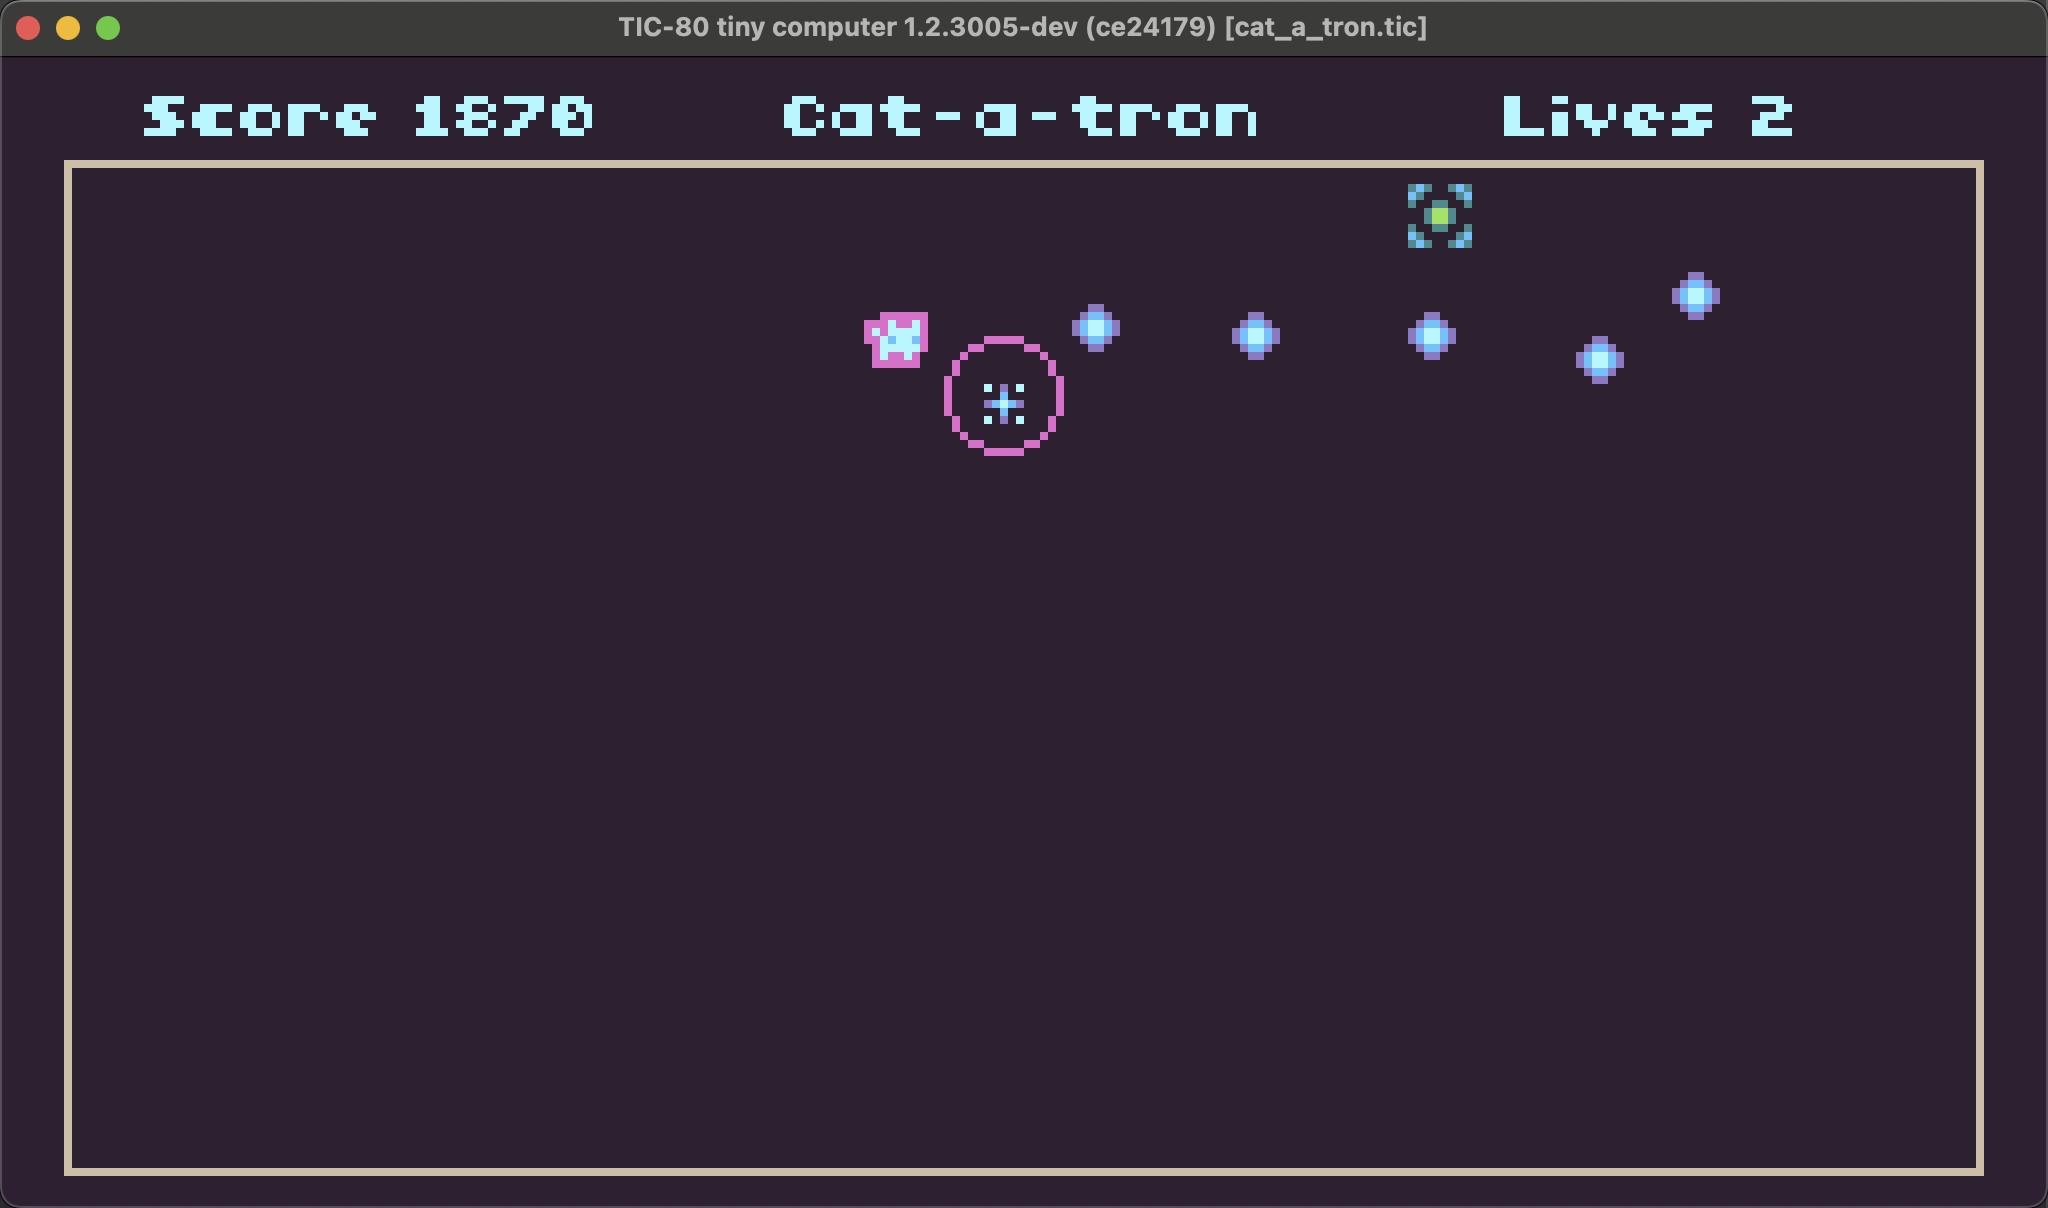 TIC-80 tiny computer 1.2.3005-dev (ce24179) [cat_a_tron.tic]
Score 1870 Cat-a-tron Lives 2